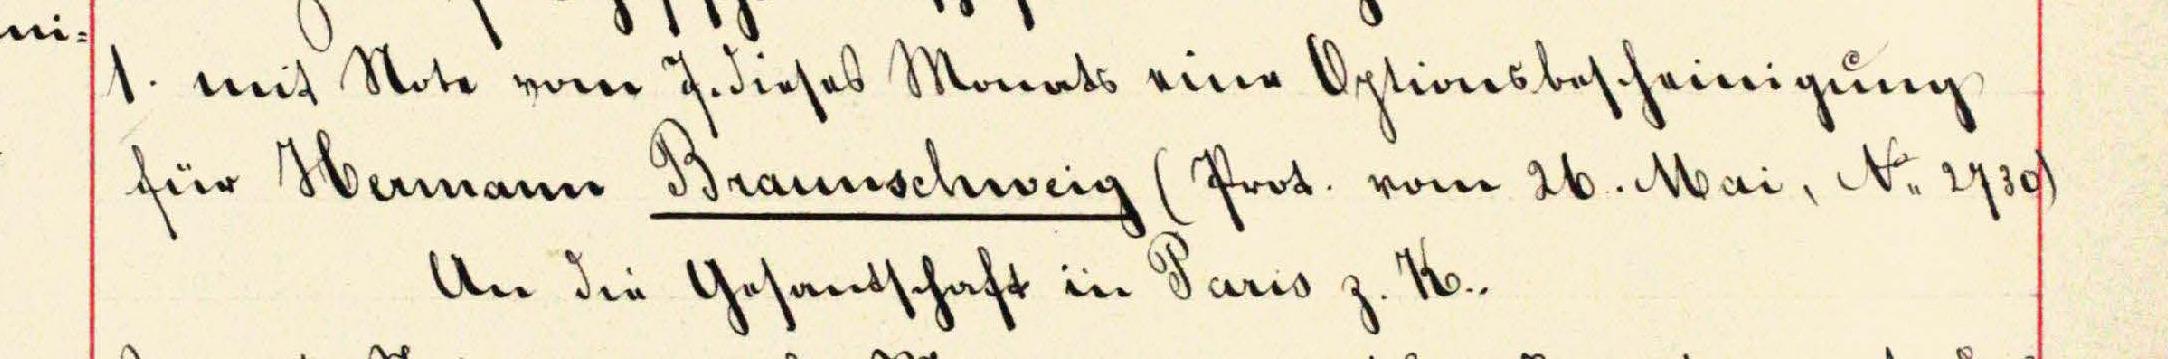 ni=
1. mit Note vom 7. dieses Monats eine Optionsbescheinigung
für Hermann Braunschweig (Prot. vom 26. Mai, No. 2730)
An die Gesandtschaft in Paris z. K..